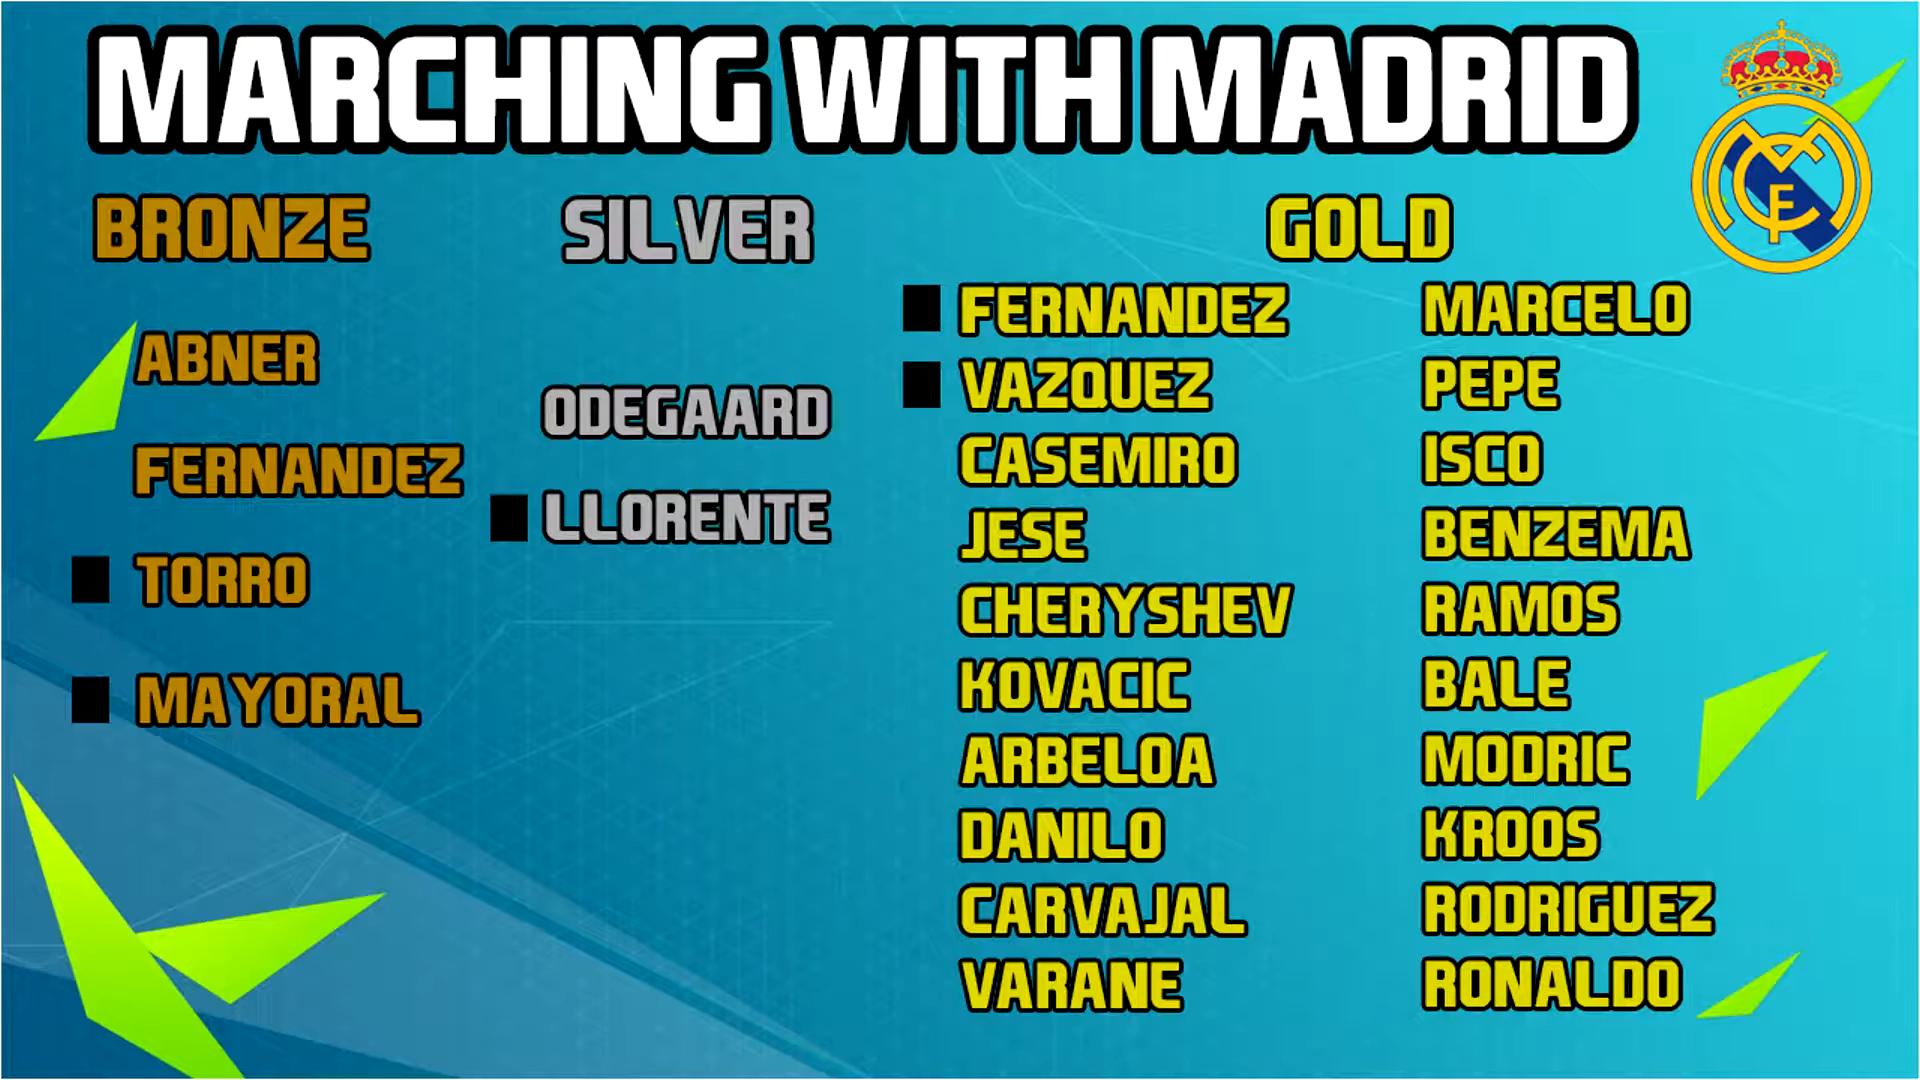 MARCHING WITH MADRID
BRONZE
ABNER
FERNANDEZ
TORRO
MAYORAL
SILVER
ODEGAARD
LLORENTE
GOLD
FERNANDEZ
VAZQUEZ
CASEMIRO
JESE
CHERYSHEV
KOVACIC
ARBELOA
DANILO
CARVAJAL
VARANE
MARCELO
PEPE
ISCO
BENZEMA
RAMOS
BALE
MODRIC
KROOS
RODRIGUEZ
RONALDO